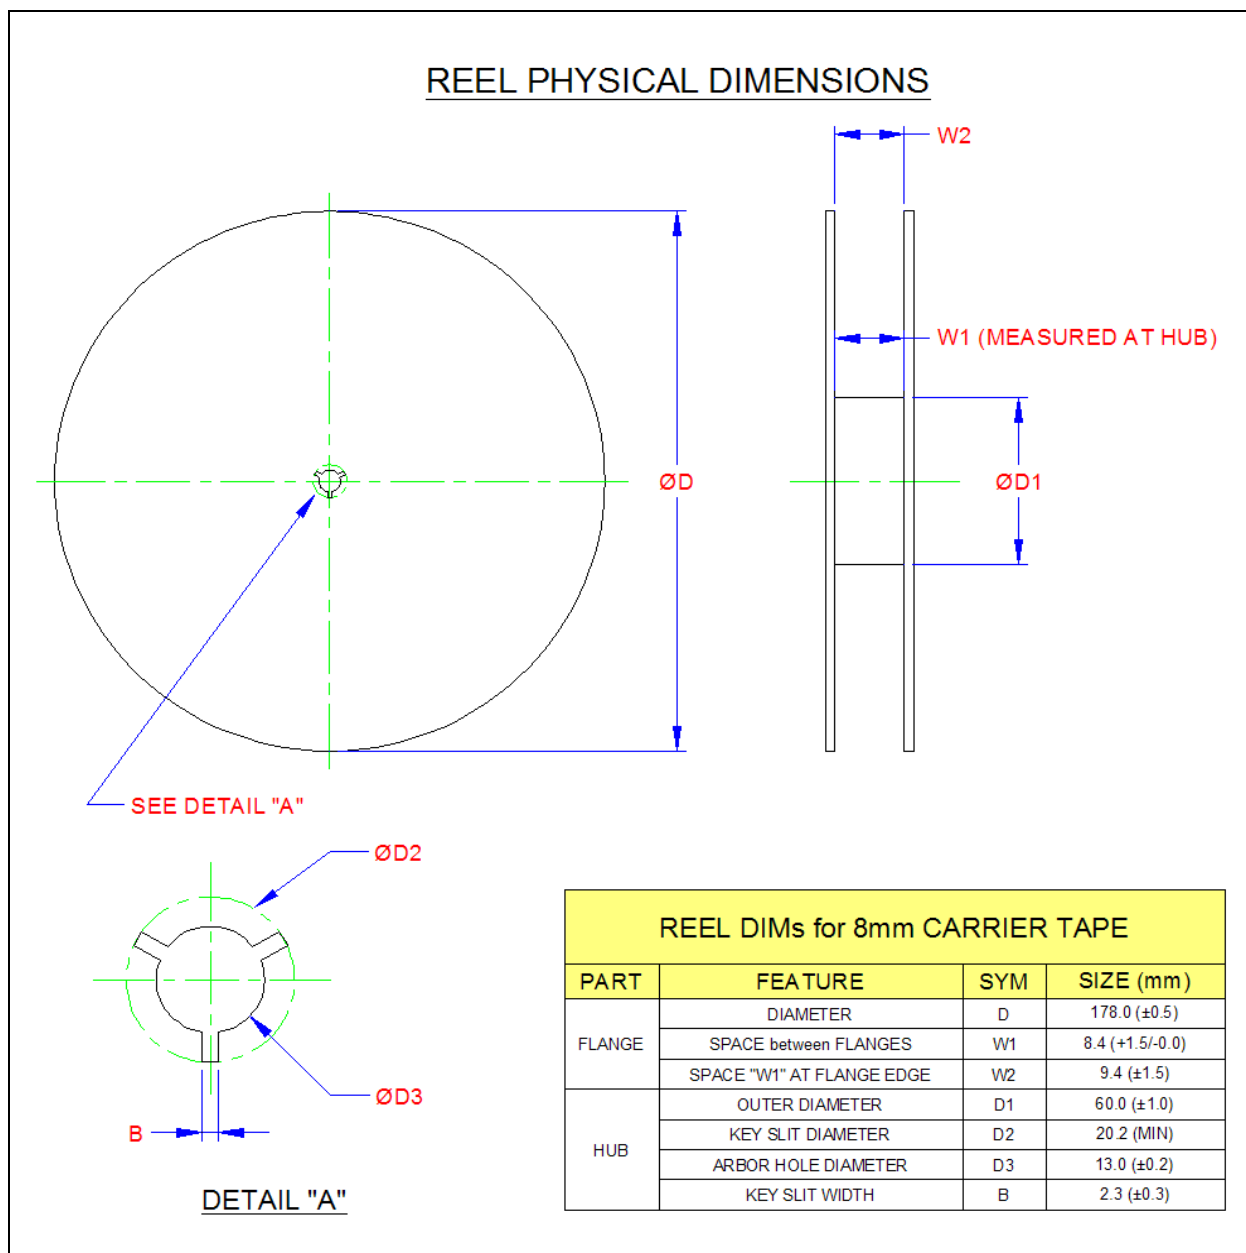 REEL PHYSICAL DIMENSIONS
W2
W1 (MEASURED AT HUB)
ØD
ØD1
SEE DETAIL "A"
ØD2
ØD3
B
DETAIL "A"
REEL DIMs for 8mm CARRIER TAPE
PART FEATURE SYM SIZE (mm)
FLANGE
DIAMETER D 178.0 (±0.5)
SPACE between FLANGES W1 8.4 (+1.5/-0.0)
SPACE "W1" AT FLANGE EDGE W2 9.4 (±1.5)
HUB
OUTER DIAMETER D1 60.0 (±1.0)
KEY SLIT DIAMETER D2 20.2 (MIN)
ARBOR HOLE DIAMETER D3 13.0 (±0.2)
KEY SLIT WIDTH B 2.3 (±0.3)